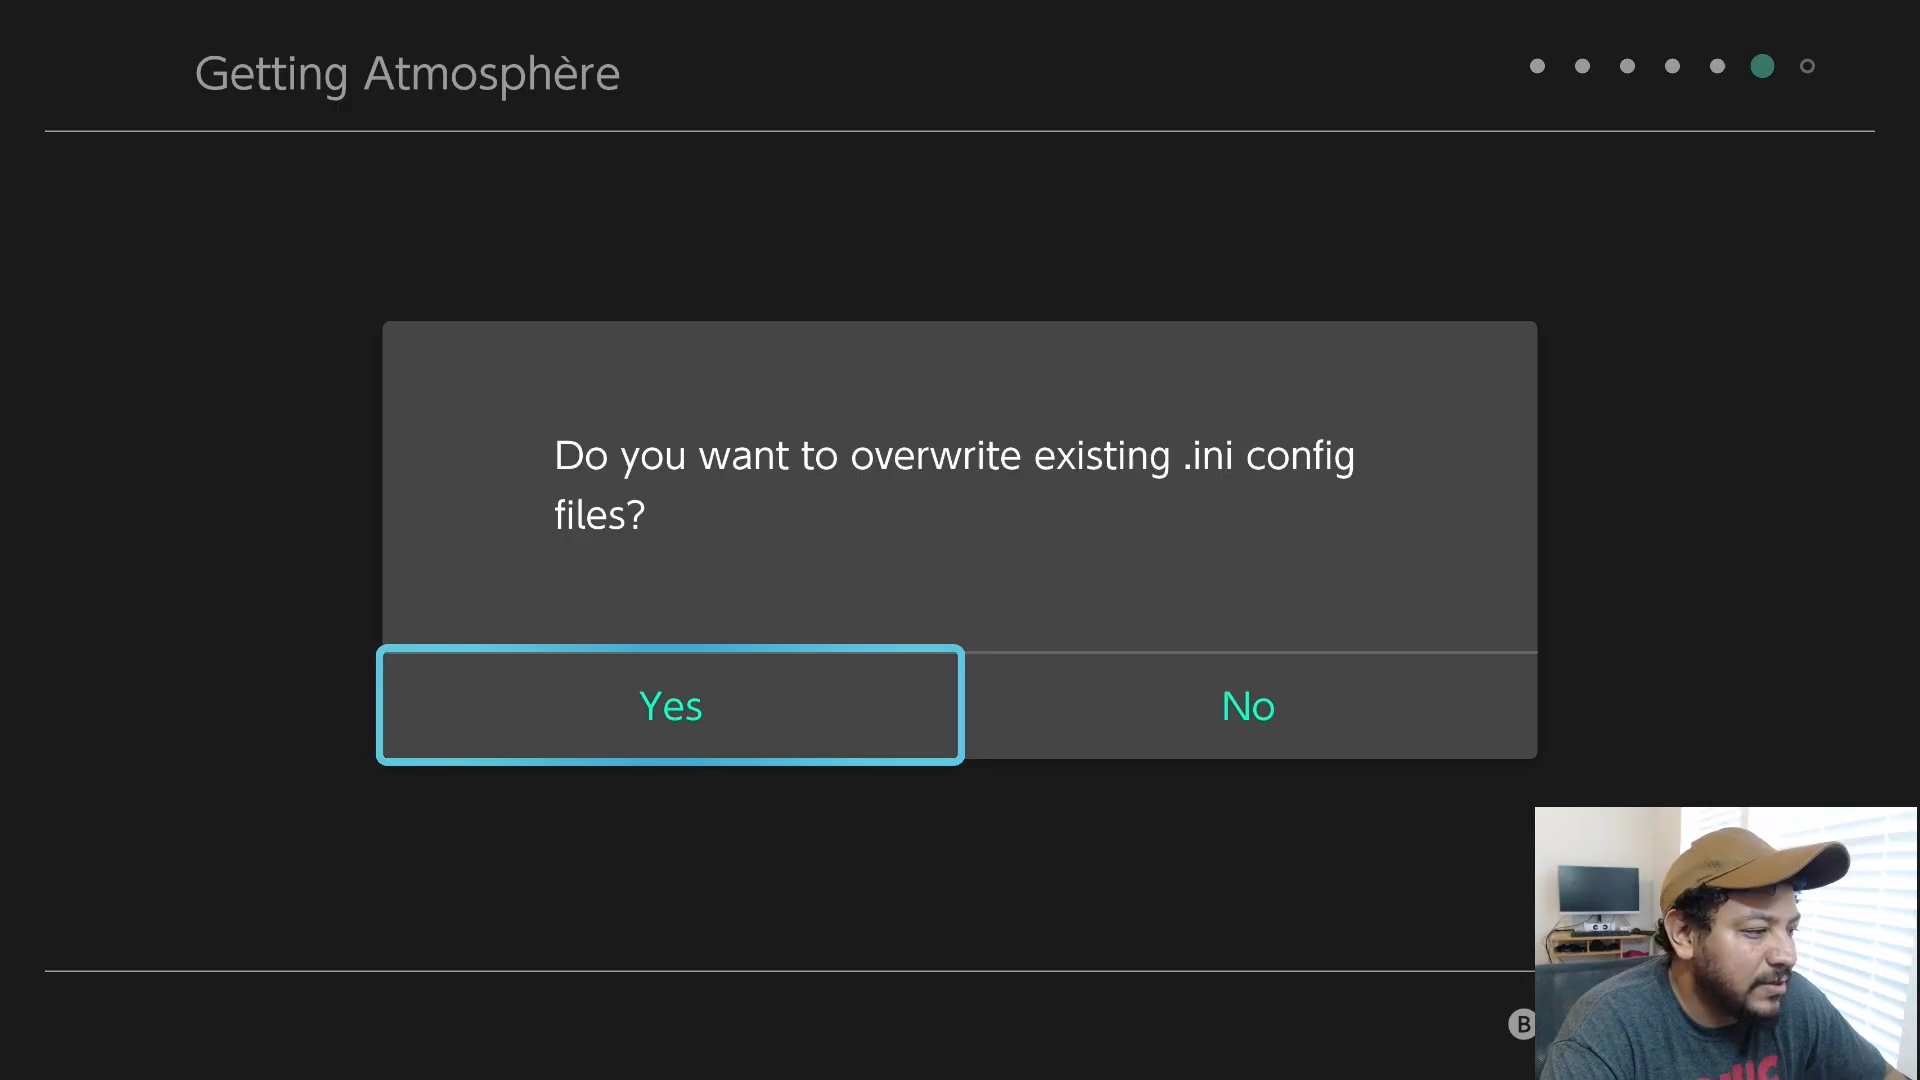 Getting Atmosphère
Do you want to overwrite existing .ini config
files?
Yes
No
B